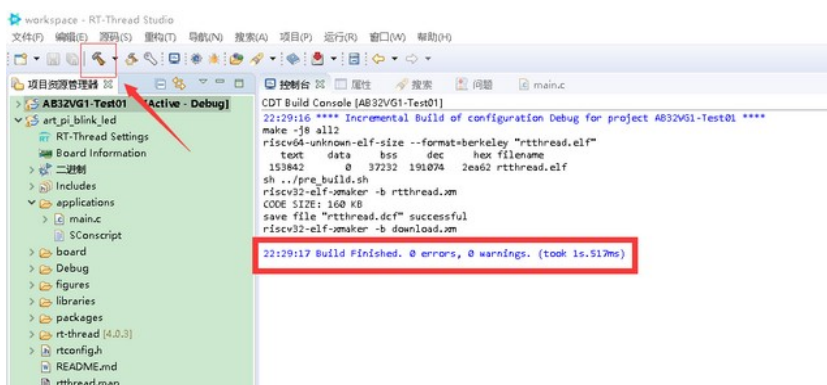 workspace - RT-Thread Studio
文件(F) 编辑(E) 源码(S) 重构(T) 导航(N) 搜索(A) 项目(P) 运行(R) 窗口(W) 帮助(H)
项目资源管理器
控制台 属性 搜索 问题 main.c
AB32VG1-Test01 [Active - Debug]
art_pi_blink_led
RT-Thread Settings
Board Information
二进制
Includes
applications
main.c
SConscript
board
Debug
figures
libraries
packages
rt-thread [4.0.3]
rtconfig.h
README.md
rtthread.map
CDT Build Console [AB32VG1-Test01]
22:29:16 **** Incremental Build of configuration Debug for project AB32VG1-Test01 ****
make -j8 all2
riscv64-unknown-elf-size --format=berkeley "rtthread.elf"
text data bss dec hex filename
153842 0 37232 191074 2ea62 rtthread.elf
sh ../pre_build.sh
riscv32-elf-xmaker -b rtthread.xm
CODE SIZE: 160 KB
save file "rtthread.dcf" successful
riscv32-elf-xmaker -b download.xm
22:29:17 Build Finished. 0 errors, 0 warnings. (took 1s.517ms)